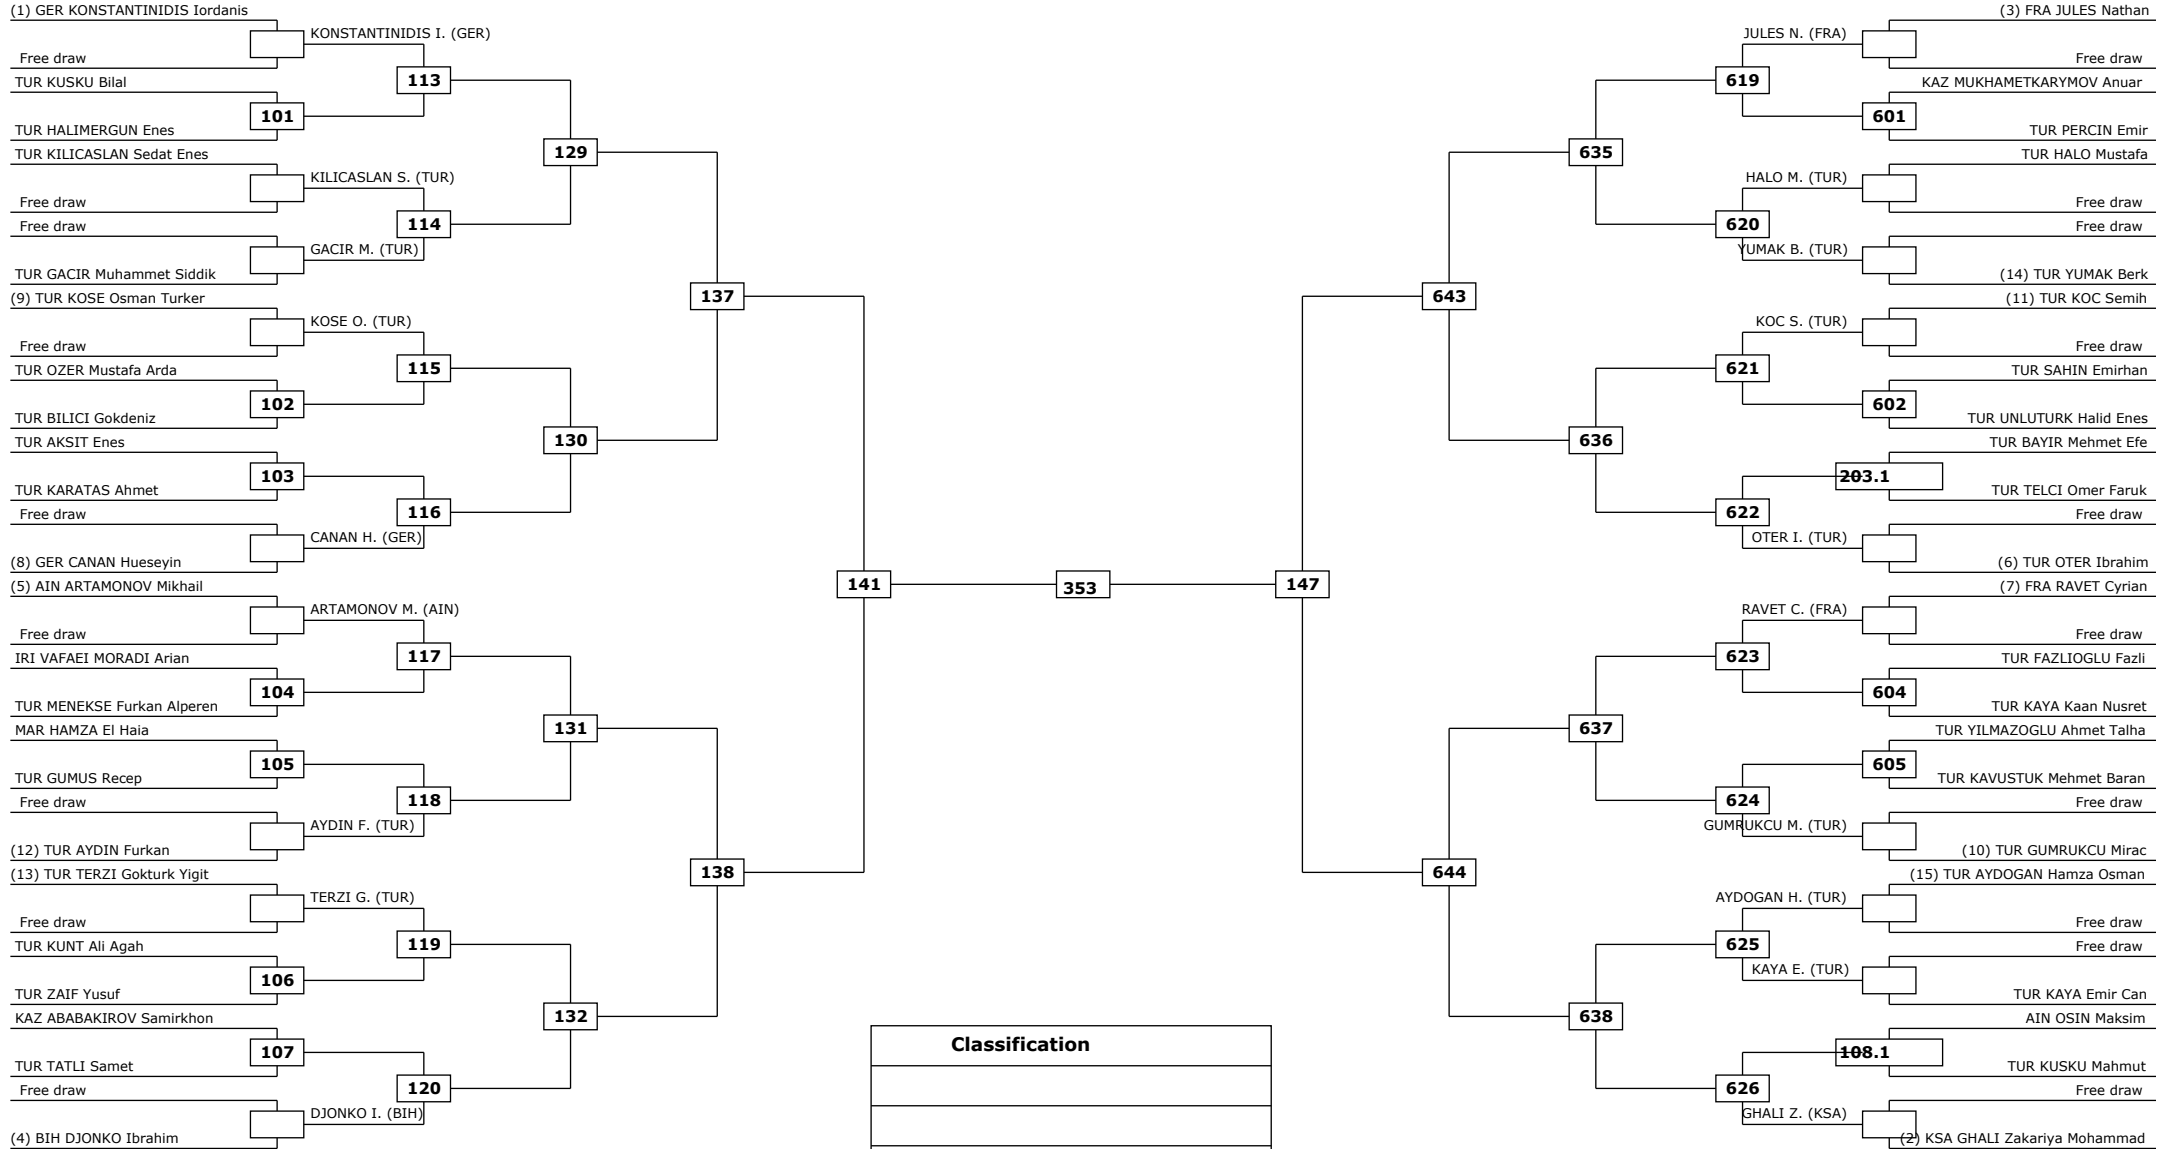 (1) GER KONSTANTINIDIS Iordanis
KONSTANTINIDIS I. (GER)
Free draw
113
TUR KUSKU Bilal
101
TUR HALIMERGUN Enes
129
TUR KILICASLAN Sedat Enes
KILICASLAN S. (TUR)
Free draw
114
Free draw
GACIR M. (TUR)
TUR GACIR Muhammet Siddik
137
(9) TUR KOSE Osman Turker
KOSE O. (TUR)
Free draw
115
TUR OZER Mustafa Arda
102
TUR BILICI Gokdeniz
130
TUR AKSIT Enes
103
TUR KARATAS Ahmet
116
Free draw
CANAN H. (GER)
(8) GER CANAN Hueseyin
141
(5) AIN ARTAMONOV Mikhail
ARTAMONOV M. (AIN)
Free draw
117
IRI VAFAEI MORADI Arian
104
TUR MENEKSE Furkan Alperen
131
MAR HAMZA El Haia
105
TUR GUMUS Recep
118
Free draw
AYDIN F. (TUR)
(12) TUR AYDIN Furkan
138
(13) TUR TERZI Gokturk Yigit
TERZI G. (TUR)
Free draw
119
TUR KUNT Ali Agah
106
TUR ZAIF Yusuf
132
KAZ ABABAKIROV Samirkhon
107
TUR TATLI Samet
120
Free draw
DJONKO I. (BIH)
(4) BIH DJONKO Ibrahim
353
Classification
(3) FRA JULES Nathan
JULES N. (FRA)
Free draw
619
KAZ MUKHAMETKARYMOV Anuar
601
TUR PERCIN Emir
635
TUR HALO Mustafa
HALO M. (TUR)
Free draw
620
Free draw
YUMAK B. (TUR)
(14) TUR YUMAK Berk
643
(11) TUR KOC Semih
KOC S. (TUR)
Free draw
621
TUR SAHIN Emirhan
602
TUR UNLUTURK Halid Enes
636
TUR BAYIR Mehmet Efe
203.1
TUR TELCI Omer Faruk
622
Free draw
OTER I. (TUR)
(6) TUR OTER Ibrahim
147
(7) FRA RAVET Cyrian
RAVET C. (FRA)
Free draw
623
TUR FAZLIOGLU Fazli
604
TUR KAYA Kaan Nusret
637
TUR YILMAZOGLU Ahmet Talha
605
TUR KAVUSTUK Mehmet Baran
624
Free draw
GUMRUKCU M. (TUR)
(10) TUR GUMRUKCU Mirac
644
(15) TUR AYDOGAN Hamza Osman
AYDOGAN H. (TUR)
Free draw
625
Free draw
KAYA E. (TUR)
TUR KAYA Emir Can
638
AIN OSIN Maksim
108.1
TUR KUSKU Mahmut
626
Free draw
GHALI Z. (KSA)
(2) KSA GHALI Zakariya Mohammad